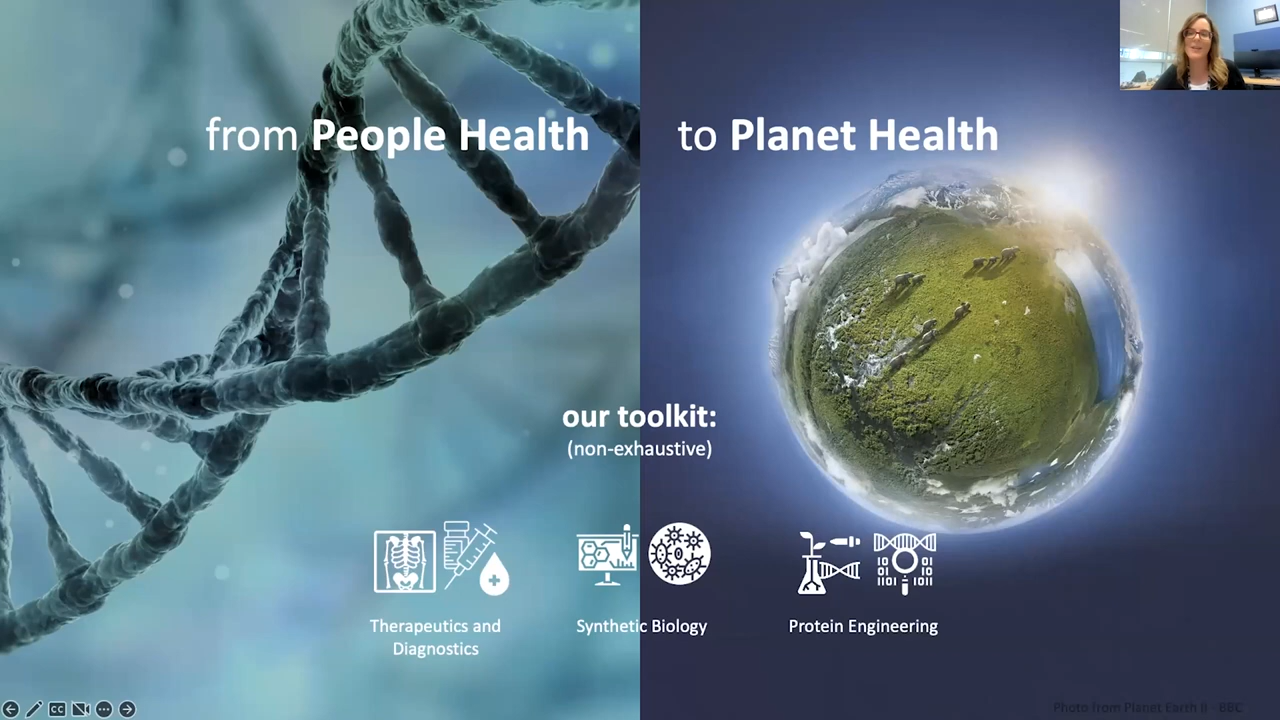 from People Health
to Planet Health
our toolkit:
(non-exhaustive)
Therapeutics and
Diagnostics
Synthetic Biology
Protein Engineering
Photo from Planet Earth II - BBC